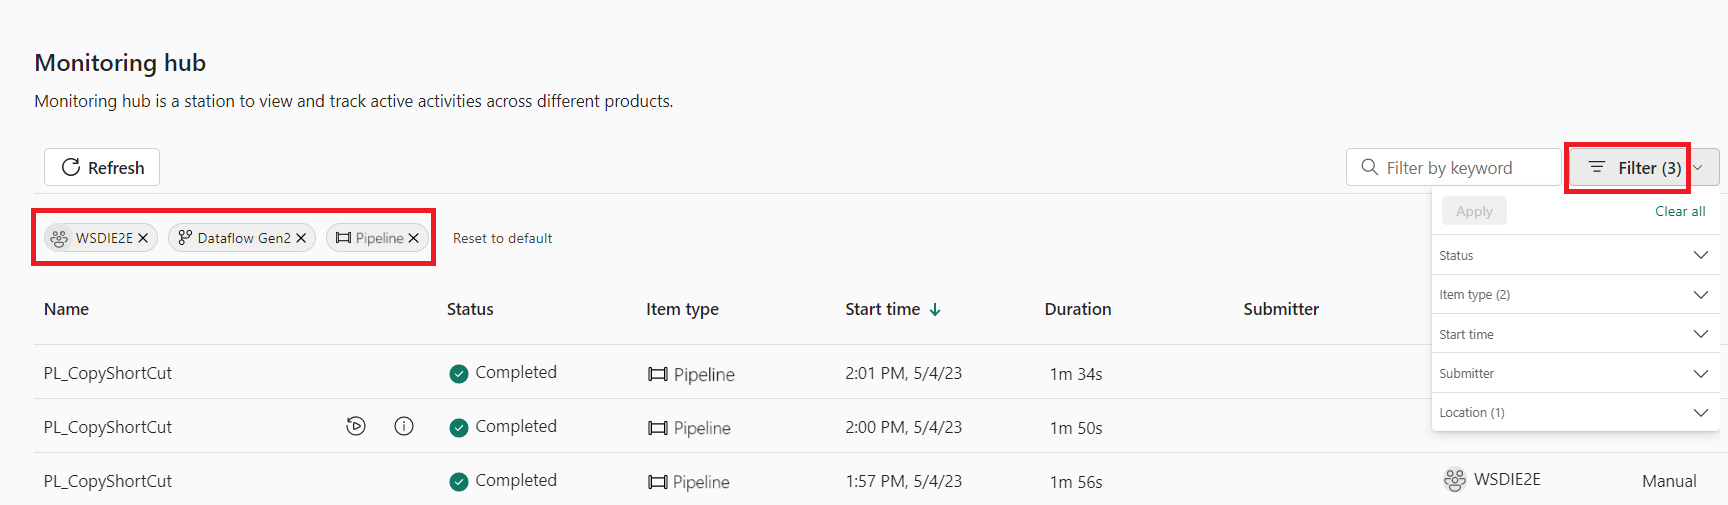 Monitoring hub
Monitoring hub is a station to view and track active activities across different products.
Refresh
Filter by keyword
Filter (3)
WSDIE2E
Dataflow Gen2
Pipeline
Reset to default
Apply
Clear all
Status
Item type (2)
Start time
Submitter
Location (1)
Name Status Item type Start time Duration Submitter
PL_CopyShortCut Completed Pipeline 2:01 PM, 5/4/23 1m 34s
PL_CopyShortCut Completed Pipeline 2:00 PM, 5/4/23 1m 50s
PL_CopyShortCut Completed Pipeline 1:57 PM, 5/4/23 1m 56s WSDIE2E Manual